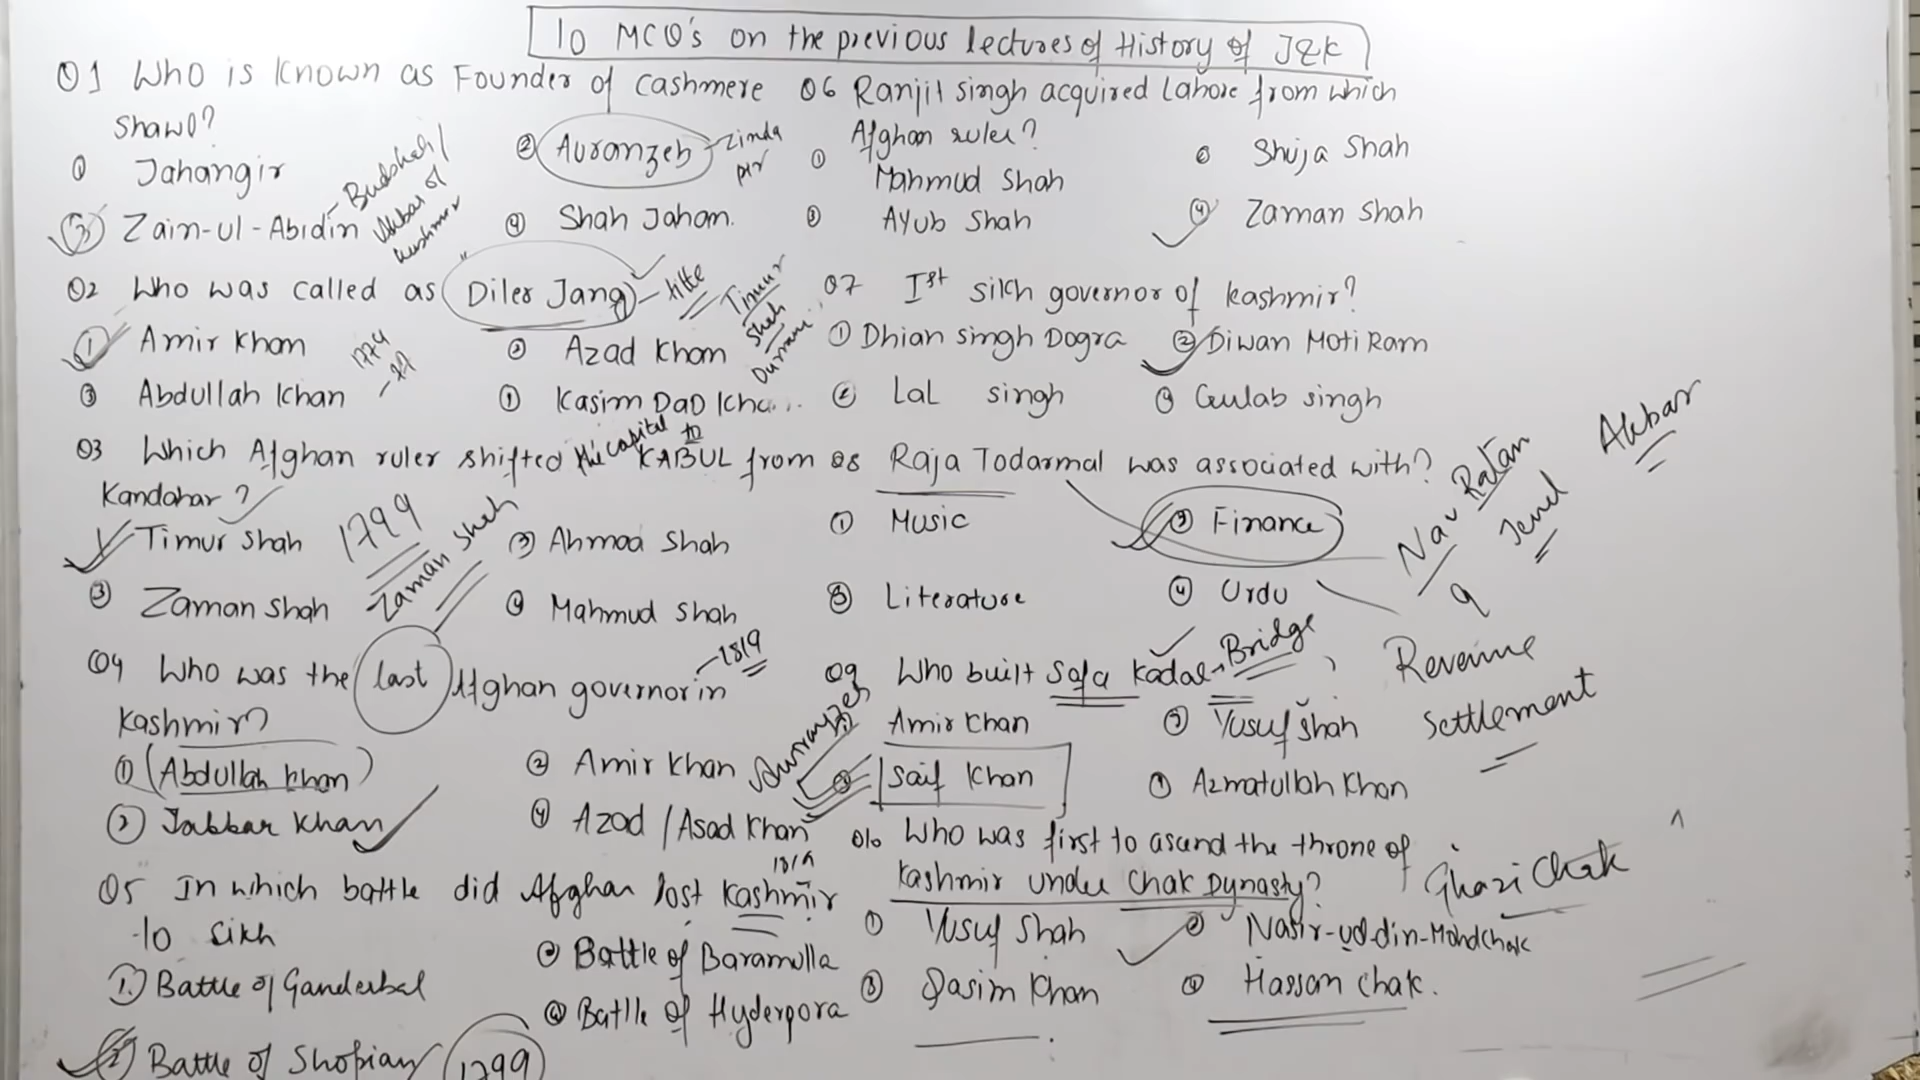 10 MCQ's on the previous lectures of History of J&K
Q1 Who is known as Founder of Cashmere
Shawl?
① Jahangir
② Auranzeb - Zinda
pir
③ Zain-ul-Abidin - Budshah /
Akbar of
Kashmir
④ Shah Jahan.
Q2 Who was called as "Diler Jang - title
① Amir Khan
② Azad Khan
Timur
Shah
Durrani
1774
③ Abdullah Khan
① Kasim Dad Kha...
Q3 Which Afghan ruler shifted the capital to KABUL from
Kandahar?
Timur Shah
1799
Zaman Shah
② Ahmad Shah
③ Zaman Shah
④ Mahmud Shah
Q4 Who was the last Afghan governor in
- 1819
Kashmir?
① (Abdullah Khan)
② Amir Khan
③ Jabbar Khan
④ Azad / Asad Khan
Q5 In which battle did Afghan lost Kashmir
1819
to Sikh
① Battle of Ganderbal
② Battle of Baramulla
④ Battle of Hyderpora
Battle of Shopian
1799
Q6 Ranjit singh acquired Lahore from which
Afghan ruler?
① Mahmud Shah
Shuja Shah
③ Ayub Shah
④ Zaman Shah
Q7 Ist sikh governor of Kashmir?
① Dhian singh Dogra
② Diwan Moti Ram
② Lal singh
④ Gulab singh
Q8 Raja Todarmal was associated with?
① Music
② Finance
③ Literature
④ Urdu
Nav Ratan
9 Jewel
Akbar
Revenue
Settlement
Q9 Who built Safa Kadal - Bridge
Amir Khan
Yusuf Shah
Auranzeb
③ Saif Khan
Azmatullah Khan
Q10 Who was first to ascend the throne of
Kashmir under Chak Dynasty?
Ghazi Chak
① Yusuf Shah
② Nasir-ud-din-Mohd Chak
③ Qasim Khan
④ Hassan Chak.